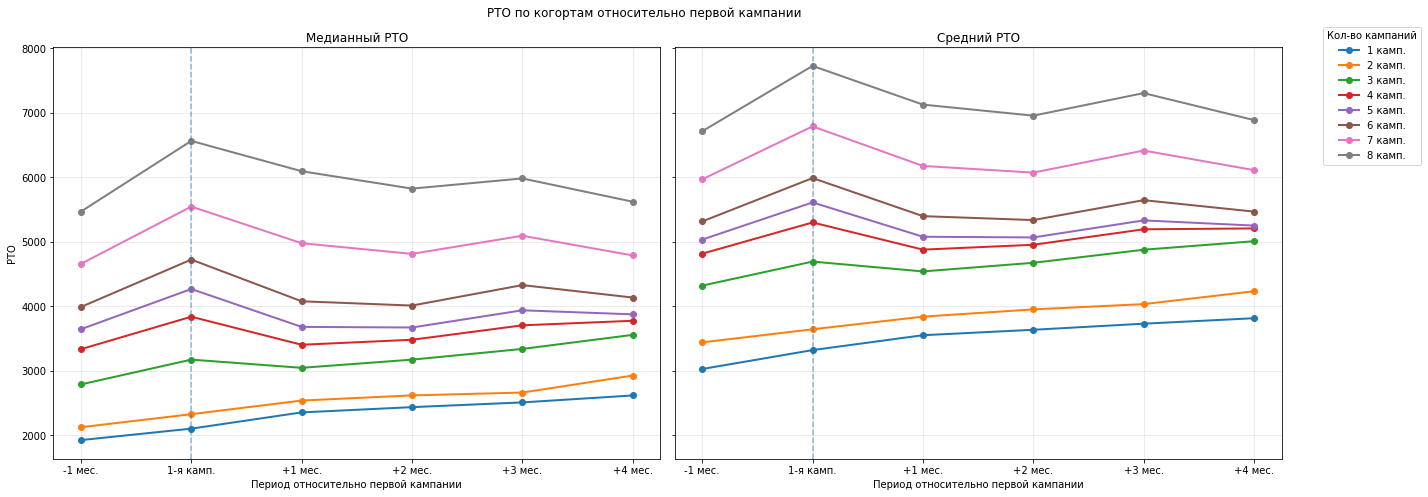 РТО по когортам относительно первой кампании
Медианный РТО
РТО
8000
7000
6000
5000
4000
3000
2000
-1 мес.
1-я камп.
+1 мес.
+2 мес.
+3 мес.
+4 мес.
Период относительно первой кампании
Средний РТО
-1 мес.
1-я камп.
+1 мес.
+2 мес.
+3 мес.
+4 мес.
Период относительно первой кампании
Кол-во кампаний
1 камп.
2 камп.
3 камп.
4 камп.
5 камп.
6 камп.
7 камп.
8 камп.